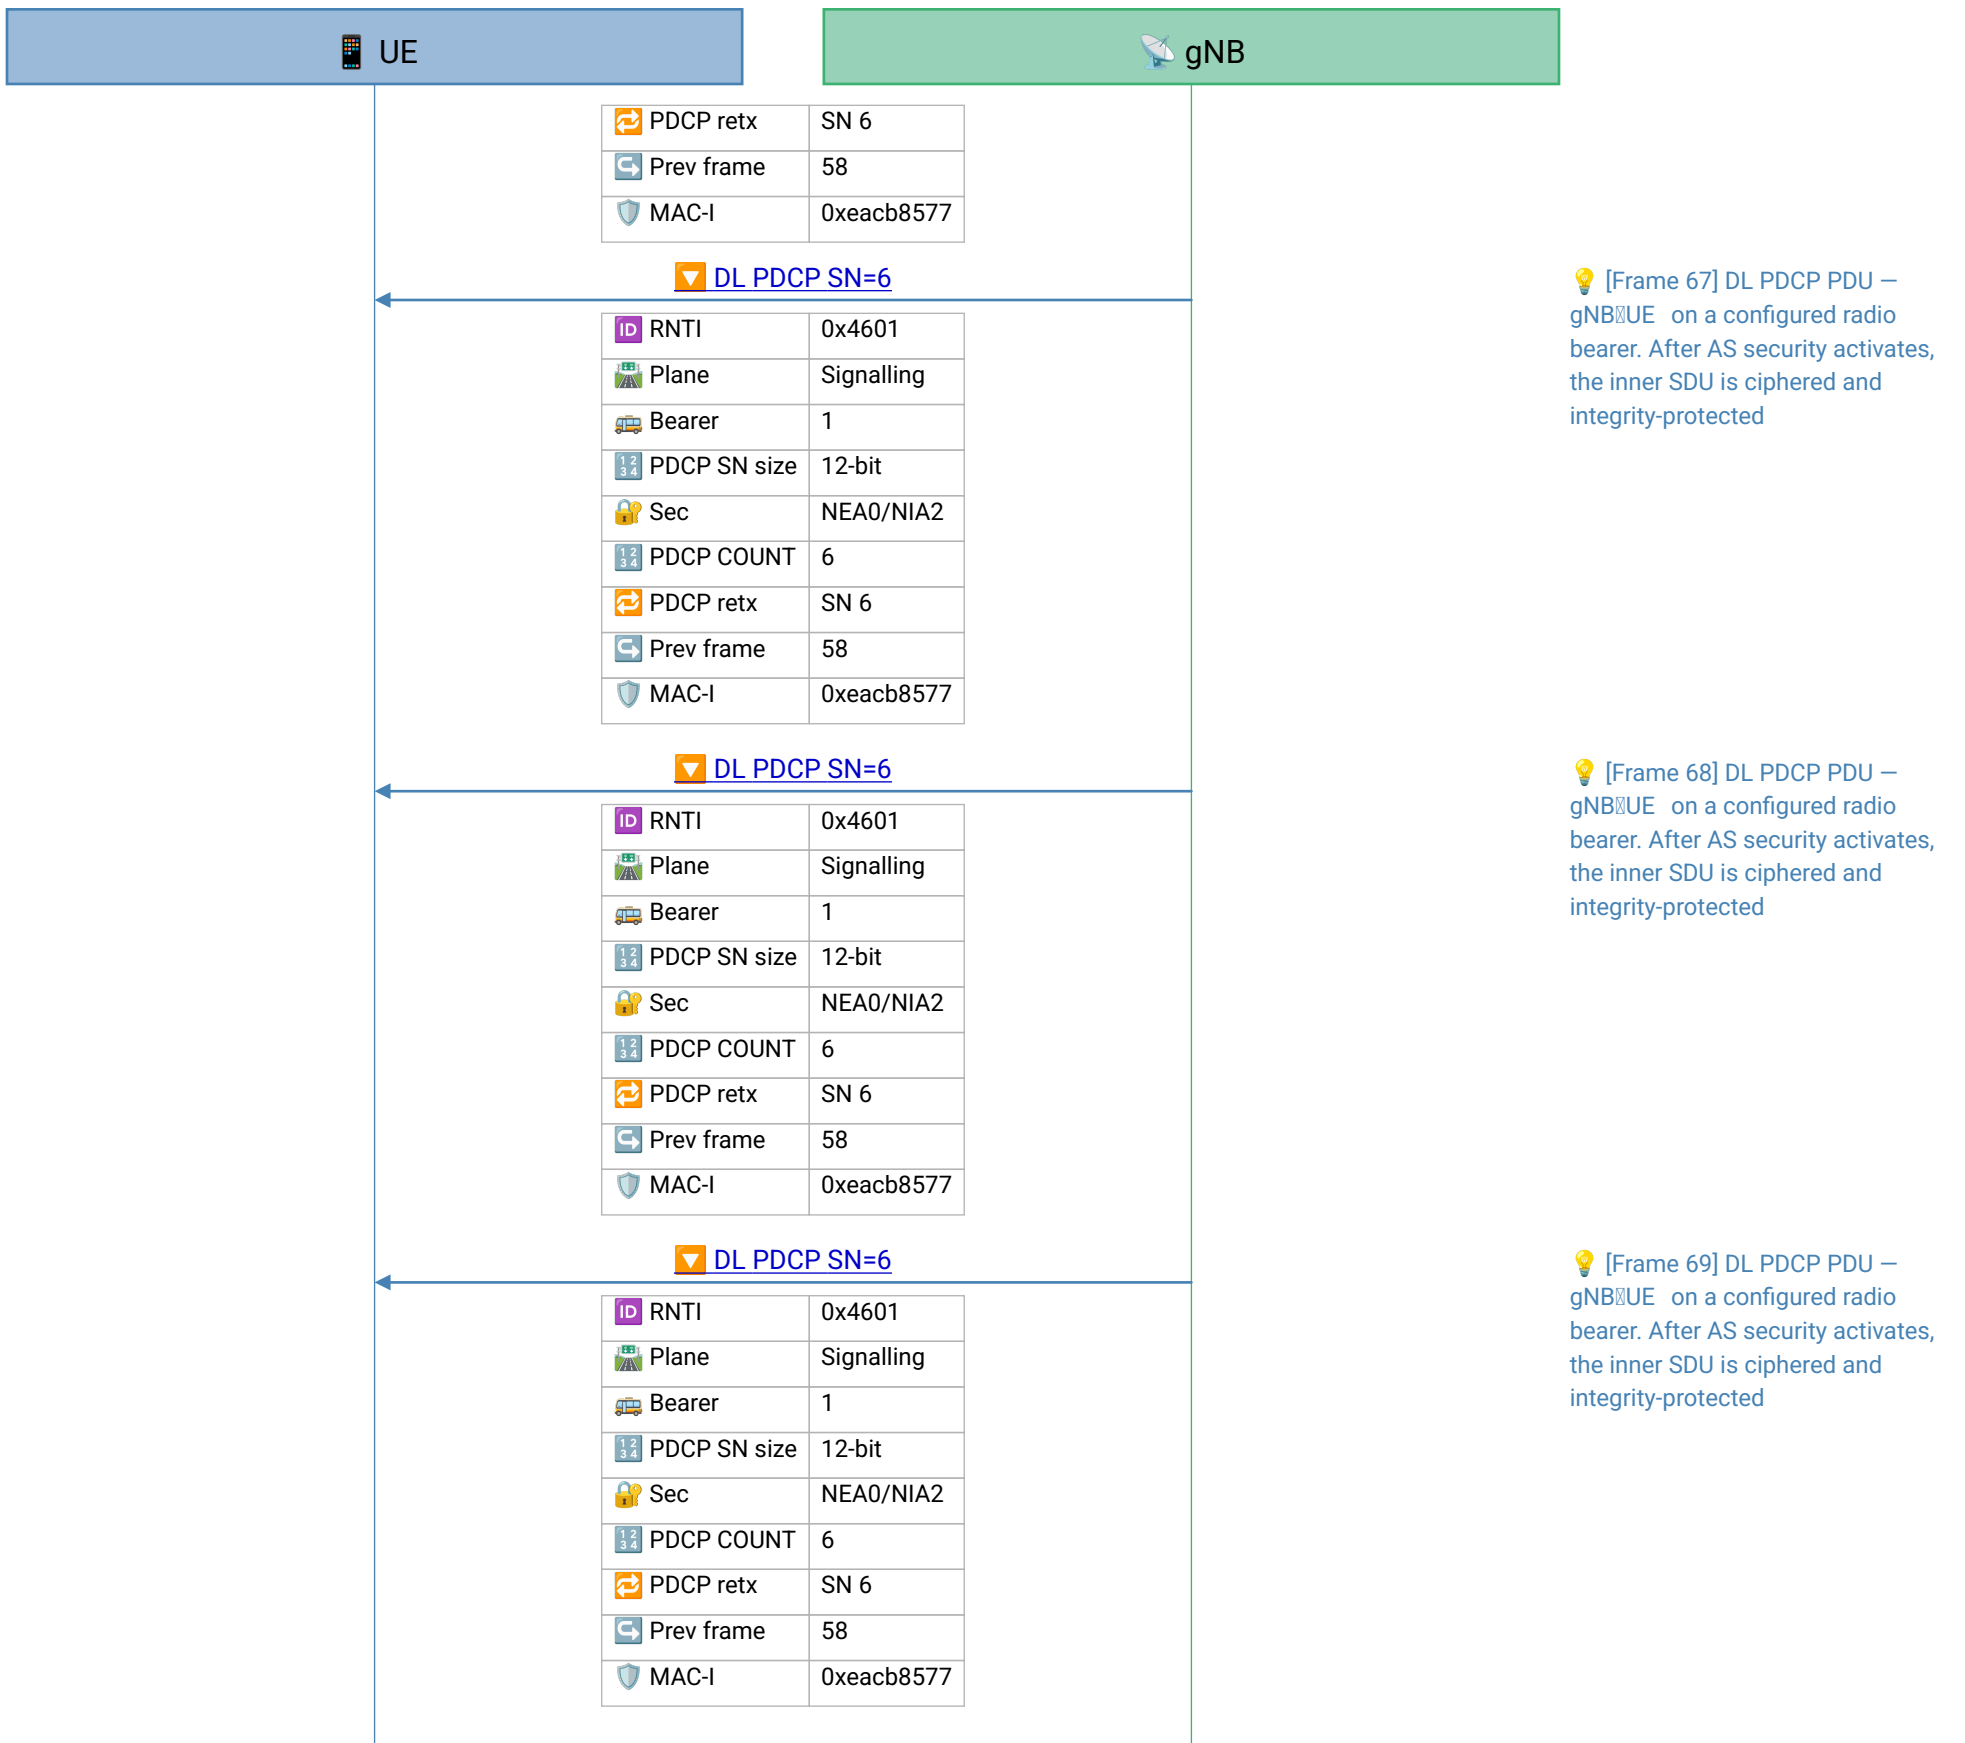 UE
gNB
PDCP retx SN 6
Prev frame 58
MAC-I 0xeacb8577
DL PDCP SN=6
💡 [Frame 67] DL PDCP PDU —
gNB▯UE on a configured radio
bearer. After AS security activates,
the inner SDU is ciphered and
integrity-protected
RNTI 0x4601
Plane Signalling
Bearer 1
PDCP SN size 12-bit
Sec NEA0/NIA2
PDCP COUNT 6
PDCP retx SN 6
Prev frame 58
MAC-I 0xeacb8577
DL PDCP SN=6
💡 [Frame 68] DL PDCP PDU —
gNB▯UE on a configured radio
bearer. After AS security activates,
the inner SDU is ciphered and
integrity-protected
RNTI 0x4601
Plane Signalling
Bearer 1
PDCP SN size 12-bit
Sec NEA0/NIA2
PDCP COUNT 6
PDCP retx SN 6
Prev frame 58
MAC-I 0xeacb8577
DL PDCP SN=6
💡 [Frame 69] DL PDCP PDU —
gNB▯UE on a configured radio
bearer. After AS security activates,
the inner SDU is ciphered and
integrity-protected
RNTI 0x4601
Plane Signalling
Bearer 1
PDCP SN size 12-bit
Sec NEA0/NIA2
PDCP COUNT 6
PDCP retx SN 6
Prev frame 58
MAC-I 0xeacb8577